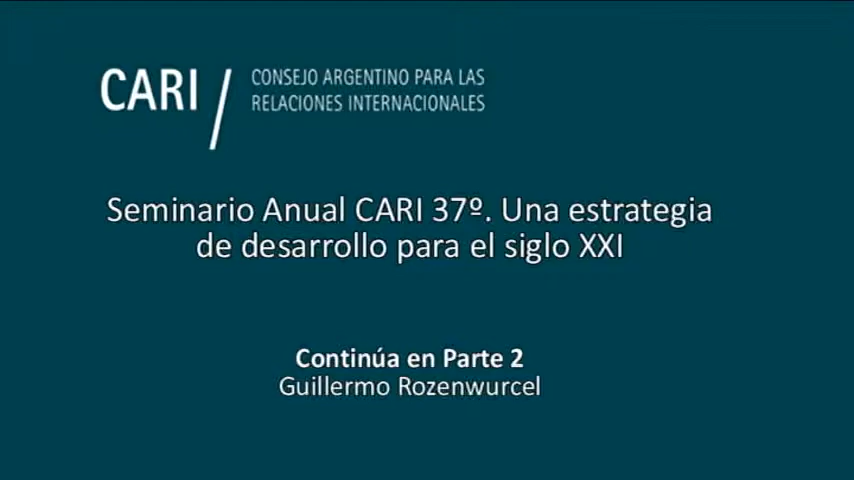 CARI
CONSEJO ARGENTINO PARA LAS
RELACIONES INTERNACIONALES
Seminario Anual CARI 37º. Una estrategia
de desarrollo para el siglo XXI
Continúa en Parte 2
Guillermo Rozenwurcel